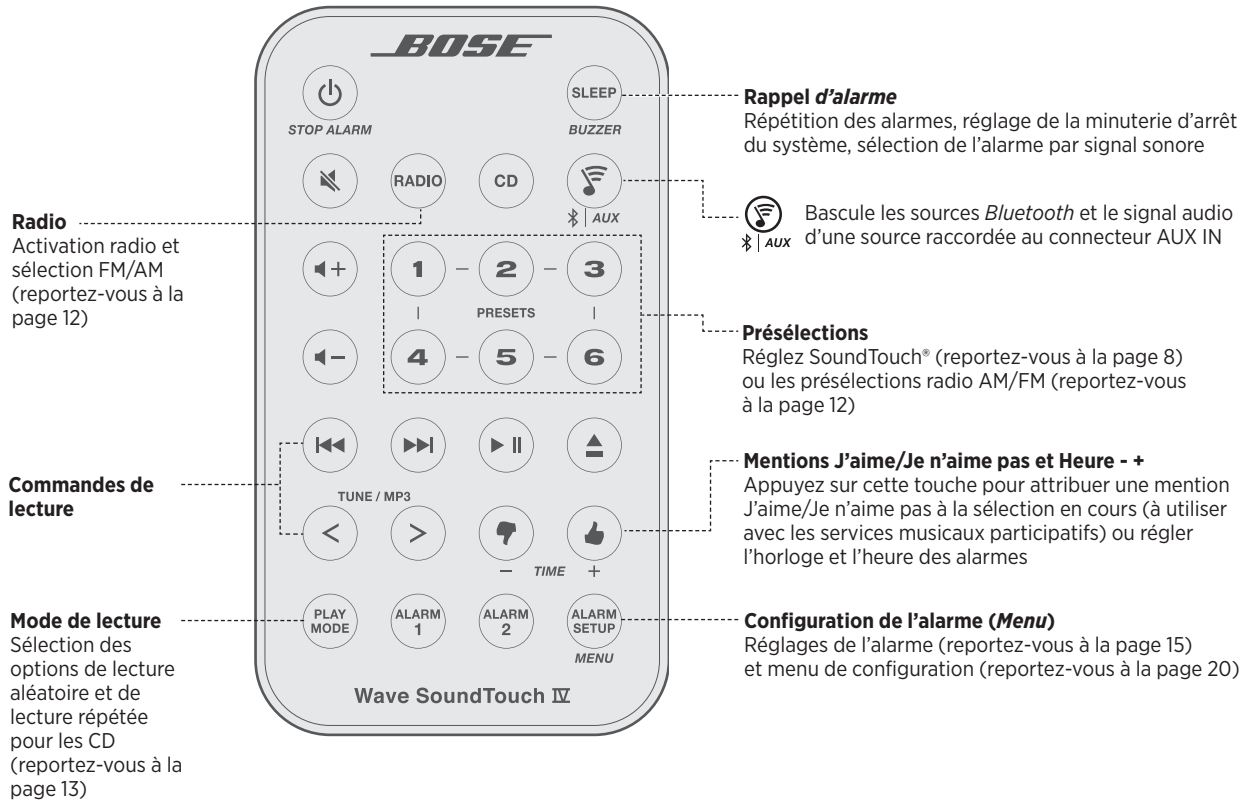 BOSE
SLEEP
STOP ALARM
BUZZER
RADIO
CD
AUX
1 – 2 – 3
PRESETS
4 – 5 – 6
TUNE / MP3
– TIME +
PLAY
MODE
ALARM
1
ALARM
2
ALARM
SETUP
MENU
Wave SoundTouch IV
Radio
Activation radio et
sélection FM/AM
(reportez-vous à la
page 12)
Commandes de
lecture
Mode de lecture
Sélection des
options de lecture
aléatoire et de
lecture répétée
pour les CD
(reportez-vous à la
page 13)
Rappel d’alarme
Répétition des alarmes, réglage de la minuterie d’arrêt
du système, sélection de l’alarme par signal sonore
AUX
Bascule les sources Bluetooth et le signal audio
d’une source raccordée au connecteur AUX IN
Présélections
Réglez SoundTouch® (reportez-vous à la page 8)
ou les présélections radio AM/FM (reportez-vous
à la page 12)
Mentions J’aime/Je n’aime pas et Heure - +
Appuyez sur cette touche pour attribuer une mention
J’aime/Je n’aime pas à la sélection en cours (à utiliser
avec les services musicaux participatifs) ou régler
l’horloge et l’heure des alarmes
Configuration de l’alarme (Menu)
Réglages de l’alarme (reportez-vous à la page 15)
et menu de configuration (reportez-vous à la page 20)